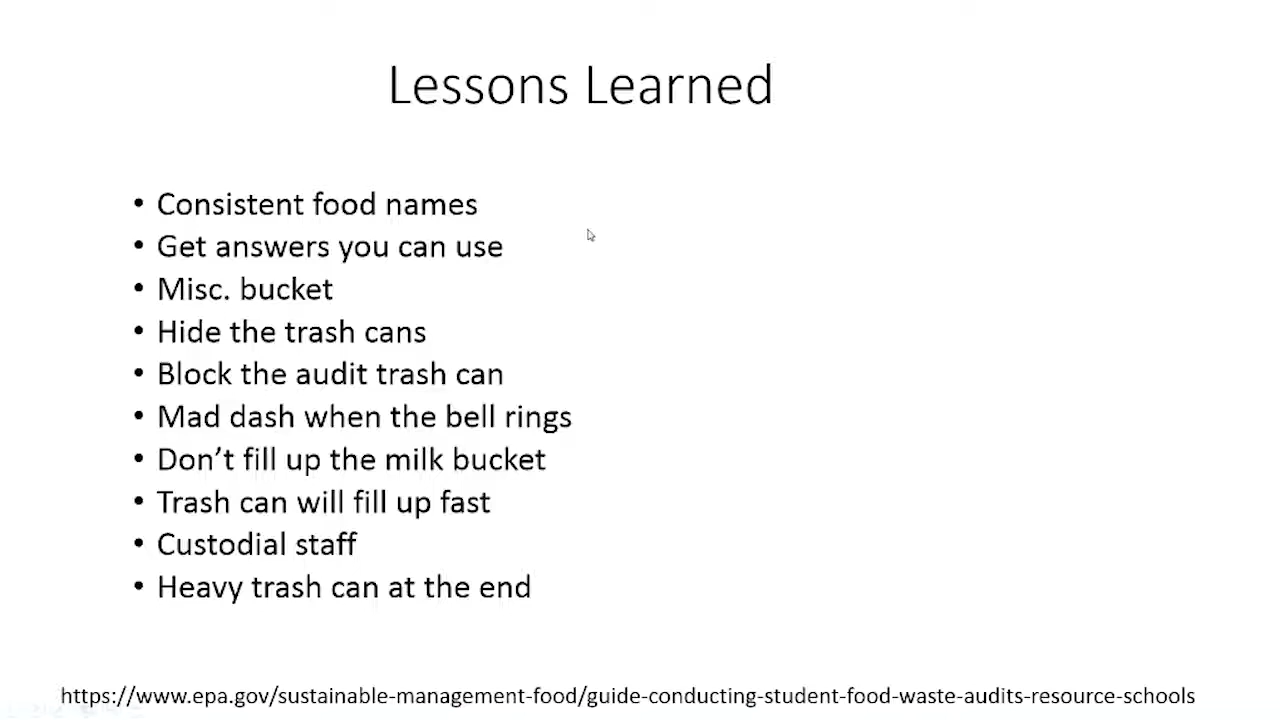 Lessons Learned
• Consistent food names
• Get answers you can use
• Misc. bucket
• Hide the trash cans
• Block the audit trash can
• Mad dash when the bell rings
• Don’t fill up the milk bucket
• Trash can will fill up fast
• Custodial staff
• Heavy trash can at the end
https://www.epa.gov/sustainable-management-food/guide-conducting-student-food-waste-audits-resource-schools